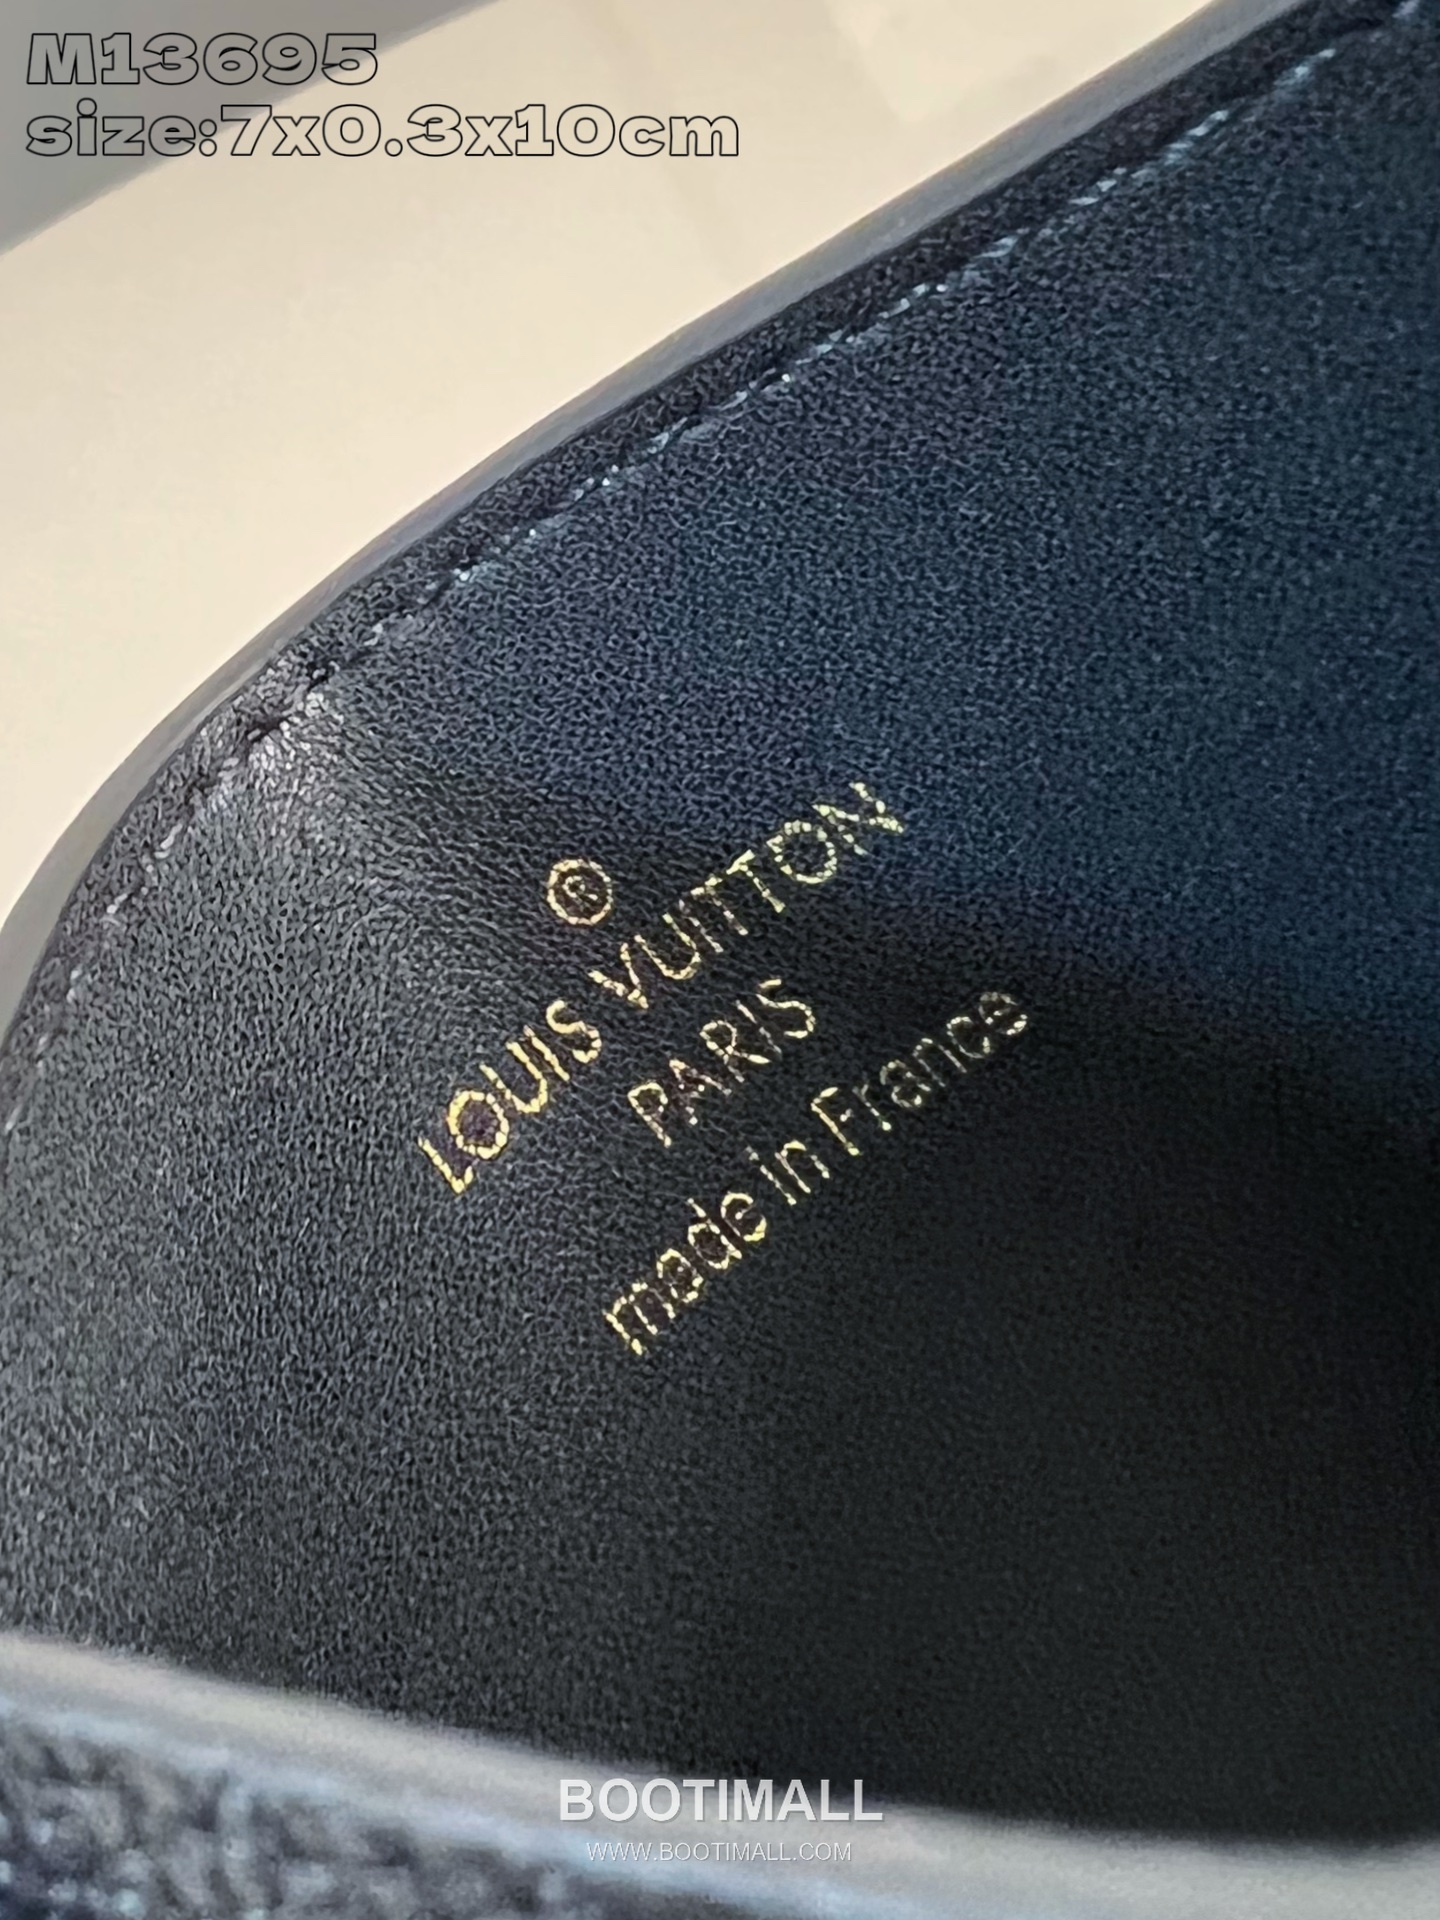 M13695
size:7x0.3x10cm
®
LOUIS VUITTON
PARIS
made in France
BOOTIMALL
WWW.BOOTIMALL.COM